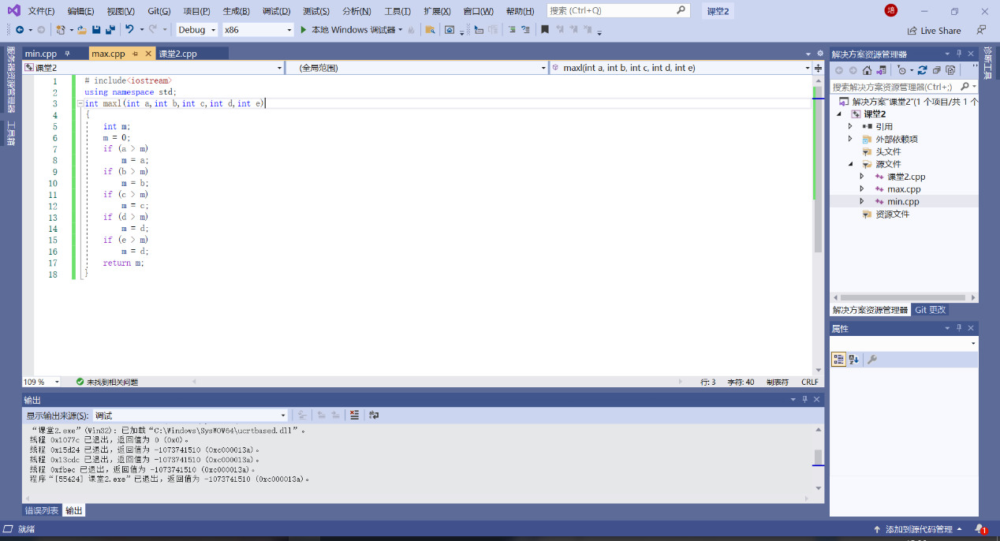 文件(F) 编辑(E) 视图(V) Git(G) 项目(P) 生成(B) 调试(D) 测试(S) 分析(N) 工具(T) 扩展(X) 窗口(W) 帮助(H) 搜索 (Ctrl+Q) 课堂2 培
Debug x86 本地 Windows 调试器 Live Share
服务器资源管理器
工具箱
min.cpp max.cpp 课堂2.cpp
课堂2 (全局范围) maxl(int a, int b, int c, int d, int e)
1 # include<iostream>
2 using namespace std;
3 int maxl(int a,int b,int c,int d,int e)
4 {
5 int m;
6 m = 0;
7 if (a > m)
8 m = a;
9 if (b > m)
10 m = b;
11 if (c > m)
12 m = c;
13 if (d > m)
14 m = d;
15 if (e > m)
16 m = d;
17 return m;
18 }
109 % 未找到相关问题 行: 3 字符: 40 制表符 CRLF
输出
显示输出来源(S): 调试
“课堂2.exe”(Win32): 已加载“C:\Windows\SysWOW64\ucrtbased.dll”。
线程 0x1077c 已退出，返回值为 0 (0x0)。
线程 0x15d24 已退出，返回值为 -1073741510 (0xc000013a)。
线程 0x13cdc 已退出，返回值为 -1073741510 (0xc000013a)。
线程 0xfbec 已退出，返回值为 -1073741510 (0xc000013a)。
程序“[55424] 课堂2.exe”已退出，返回值为 -1073741510 (0xc000013a)。
错误列表 输出
解决方案资源管理器
搜索解决方案资源管理器(Ctrl+;)
解决方案“课堂2”(1 个项目/共 1 个
课堂2
引用
外部依赖项
头文件
源文件
课堂2.cpp
max.cpp
min.cpp
资源文件
解决方案资源管理器 Git 更改
属性
诊断工具
就绪 添加到源代码管理 1